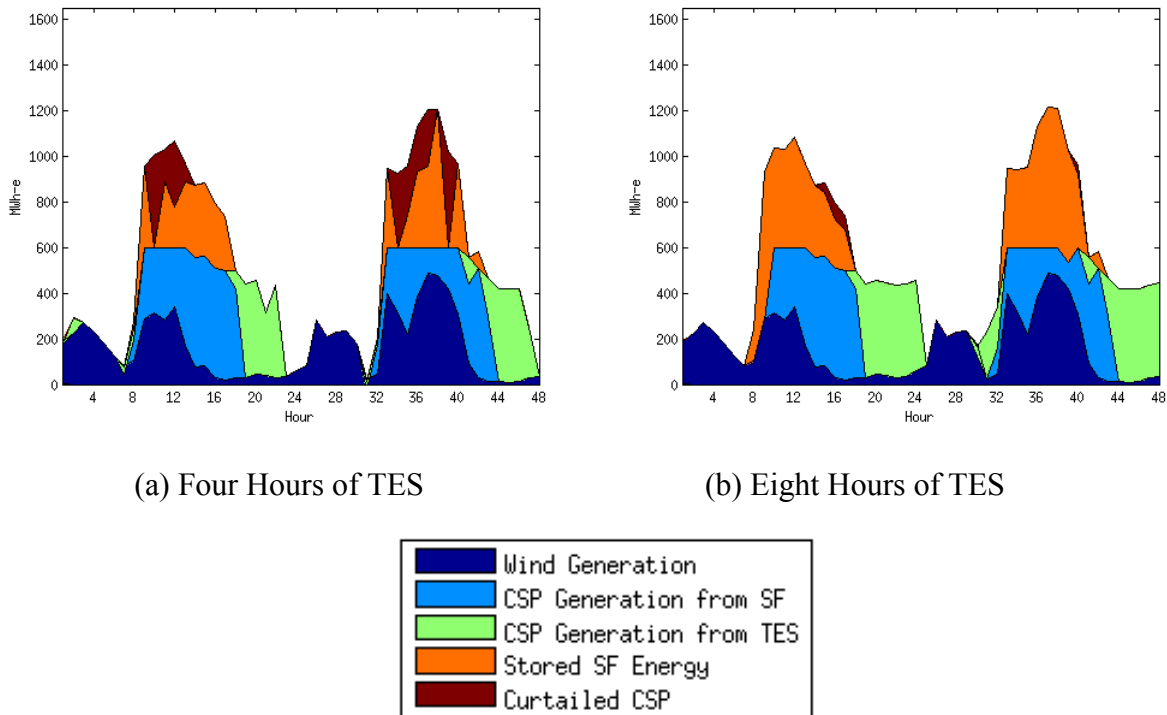 1600
1400
1200
1000
800
600
400
200
0
MWh-e
4 8 12 16 20 24 28 32 36 40 44 48
Hour
(a) Four Hours of TES
1600
1400
1200
1000
800
600
400
200
0
MWh-e
4 8 12 16 20 24 28 32 36 40 44 48
Hour
(b) Eight Hours of TES
Wind Generation
CSP Generation from SF
CSP Generation from TES
Stored SF Energy
Curtailed CSP